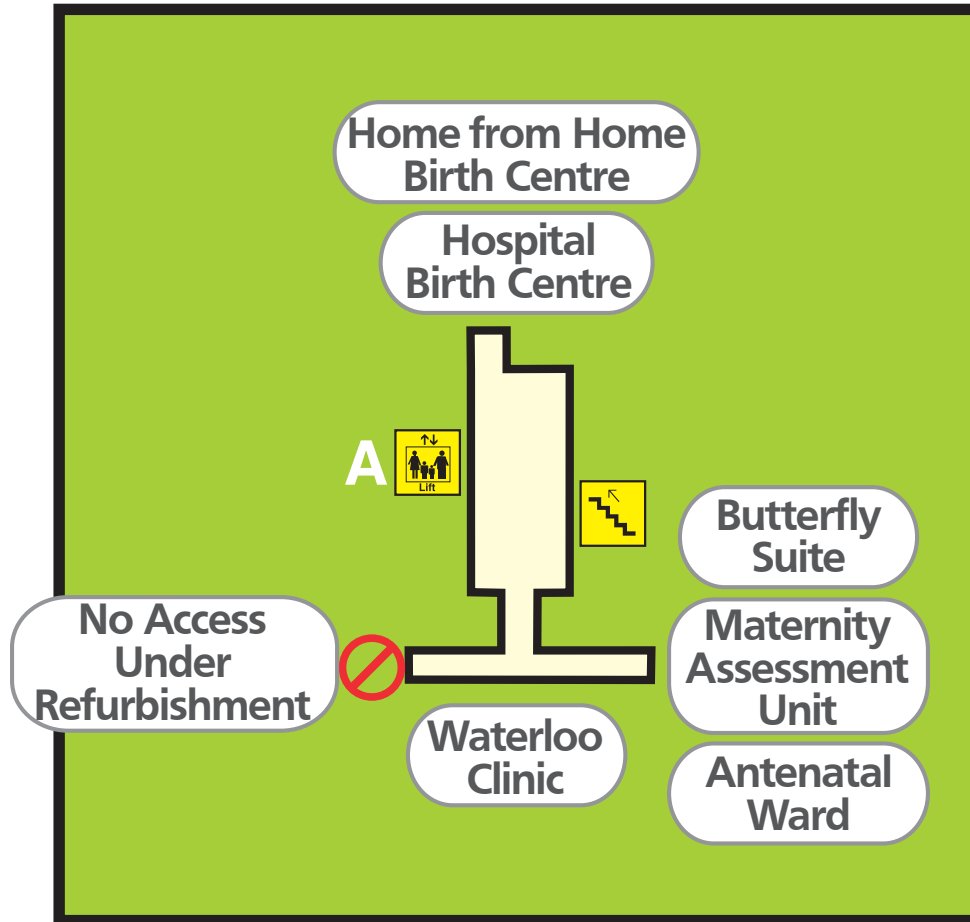 Home from Home
Birth Centre
Hospital
Birth Centre
A
Lift
Butterfly
Suite
No Access
Under
Refurbishment
Maternity
Assessment
Unit
Waterloo
Clinic
Antenatal
Ward